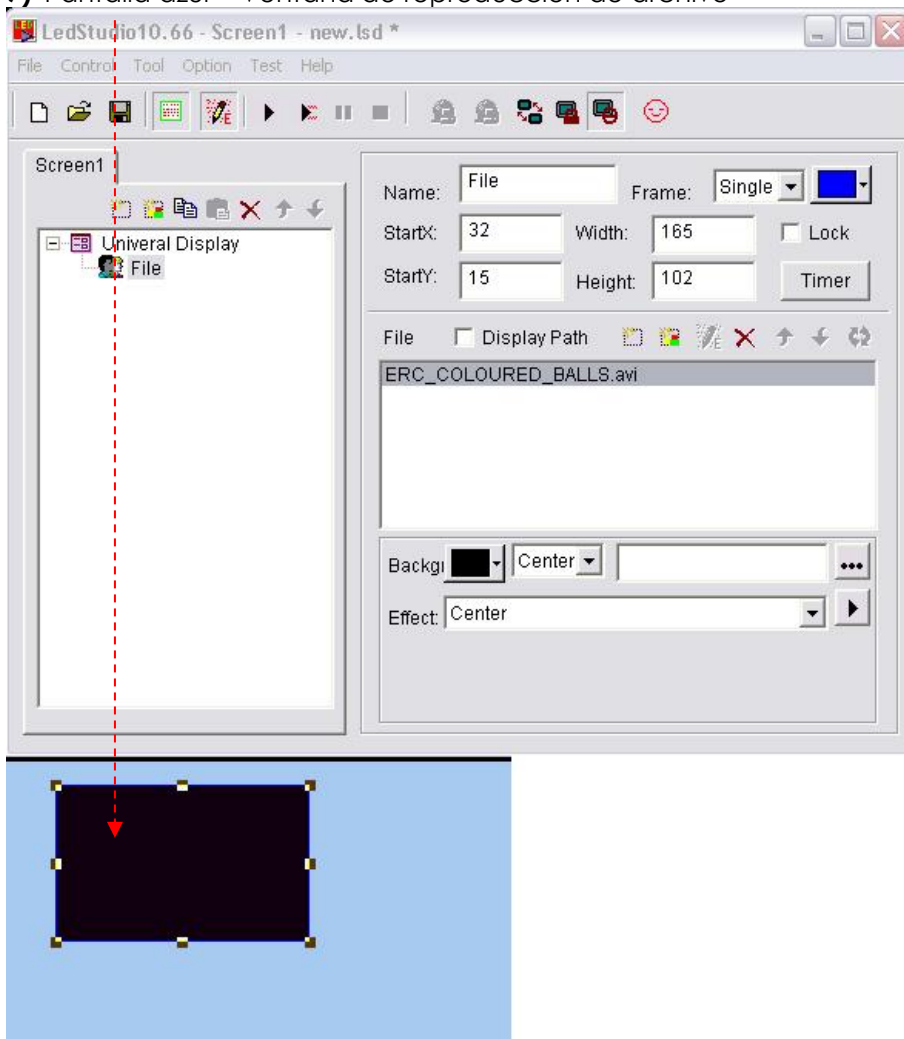 LedStudio10.66 - Screen1 - new.lsd *
File Control Tool Option Test Help
Screen1
Univeral Display
File
Name: File Frame: Single
StartX: 32 Width: 165 Lock
StartY: 15 Height: 102 Timer
File Display Path
ERC_COLOURED_BALLS.avi
Backgr Center
Effect: Center